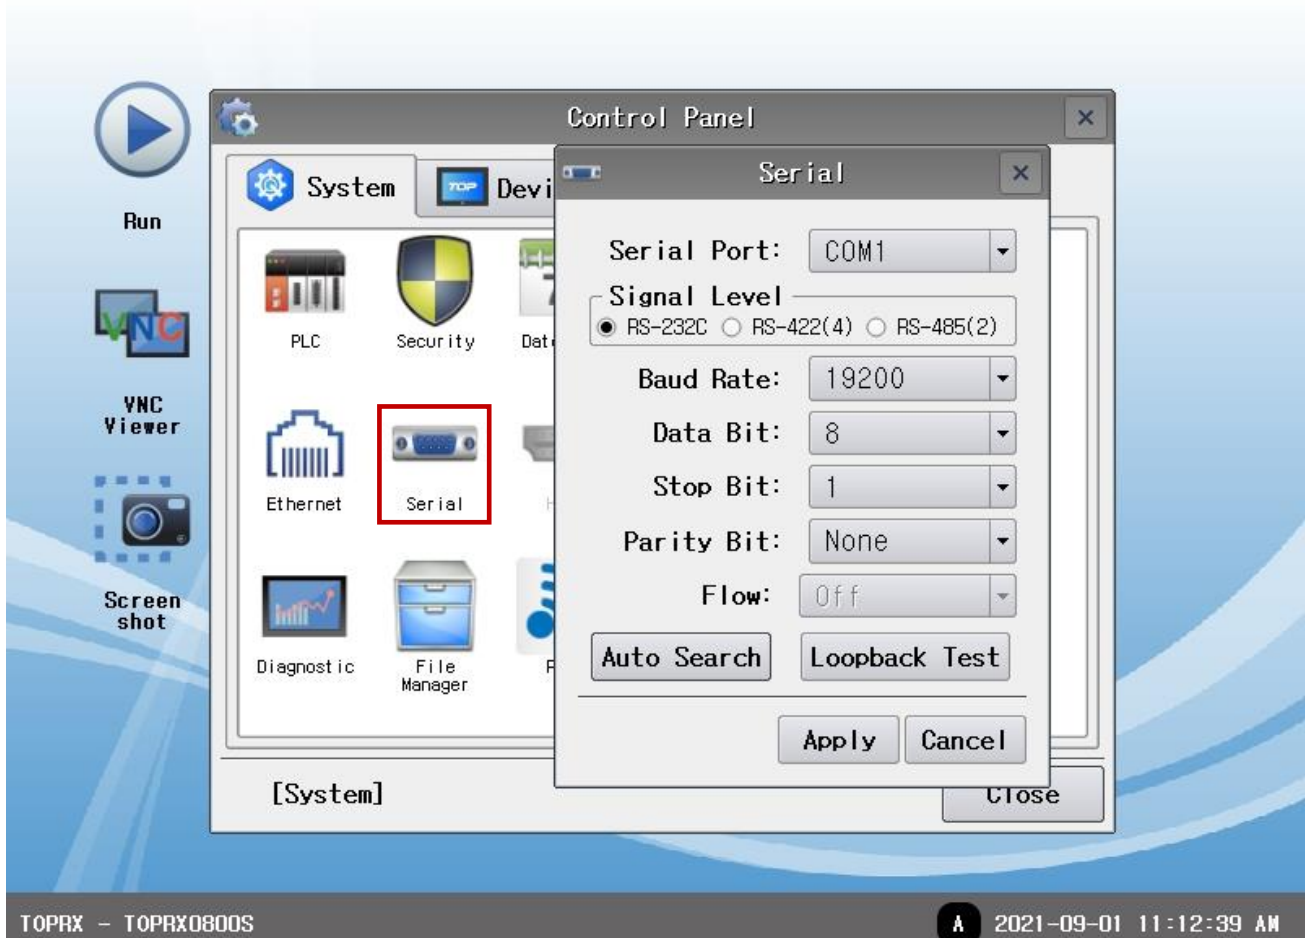 Control Panel
System
TOP
Devi
Serial
Run
Serial Port:
COM1
Signal Level
RS-232C
RS-422(4)
RS-485(2)
PLC
Security
Dat
VNC
Baud Rate:
19200
VNC
Viewer
Data Bit:
8
Stop Bit:
1
Ethernet
Serial
H
Parity Bit:
None
Flow:
Off
Screen
shot
Auto Search
Loopback Test
Diagnostic
File
Manager
Apply
Cancel
[System]
Close
TOPRX - TOPRX0800S
A
2021-09-01 11:12:39 AM